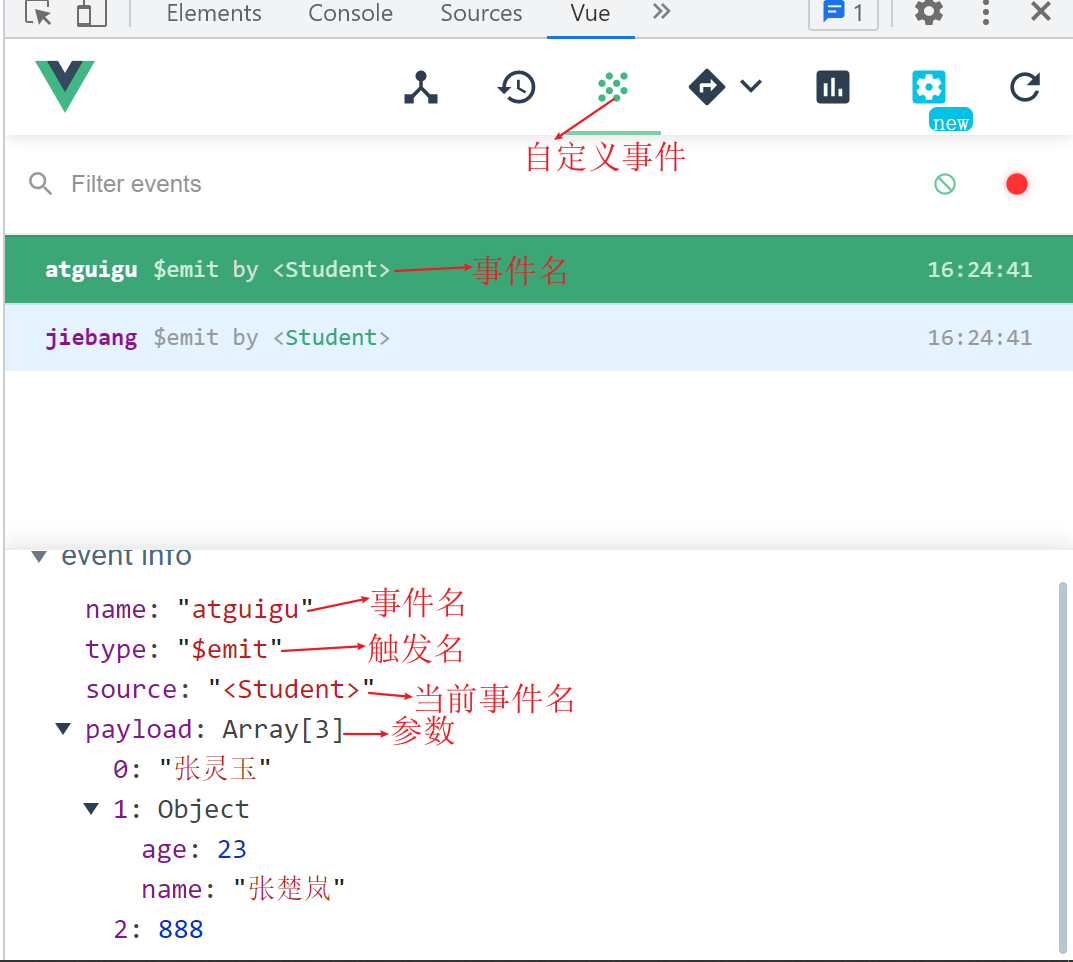 Elements Console Sources Vue 1
new
自定义事件
Filter events
atguigu $emit by <Student> 事件名 16:24:41
jiebang $emit by <Student> 16:24:41
event info
name: "atguigu" 事件名
type: "$emit" 触发名
source: "<Student>" 当前事件名
payload: Array[3] 参数
0: "张灵玉"
1: Object
age: 23
name: "张楚岚"
2: 888